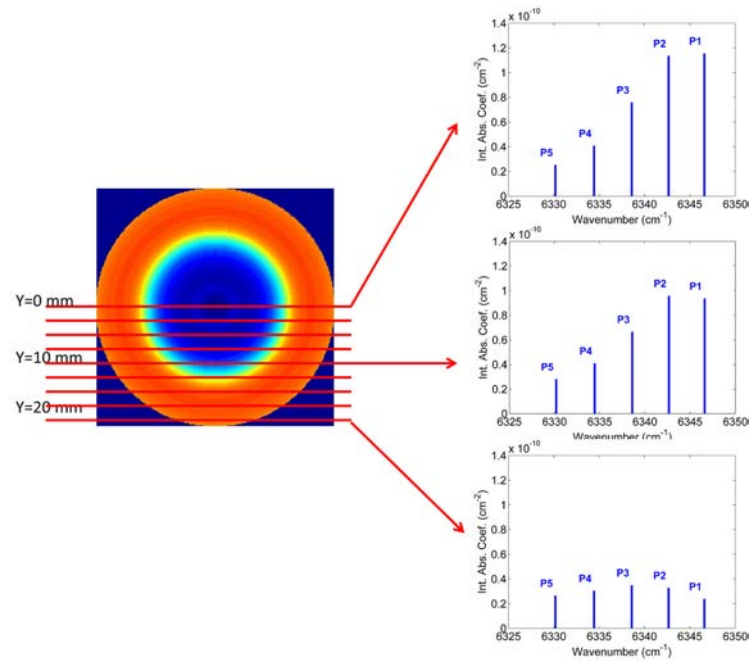 Y=0 mm
Y=10 mm
Y=20 mm
x 10^-10
1.4
1.2
1
0.8
0.6
0.4
0.2
0
Int. Abs. Coef. (cm^-2)
P5
P4
P3
P2
P1
6325 6330 6335 6340 6345 6350
Wavenumber (cm^-1)
x 10^-10
1.4
1.2
1
0.8
0.6
0.4
0.2
0
Int. Abs. Coef. (cm^-2)
P5
P4
P3
P2
P1
6325 6330 6335 6340 6345 6350
Wavenumber (cm^-1)
x 10^-10
1.4
1.2
1
0.8
0.6
0.4
0.2
0
Int. Abs. Coef. (cm^-2)
P5
P4
P3
P2
P1
6325 6330 6335 6340 6345 6350
Wavenumber (cm^-1)